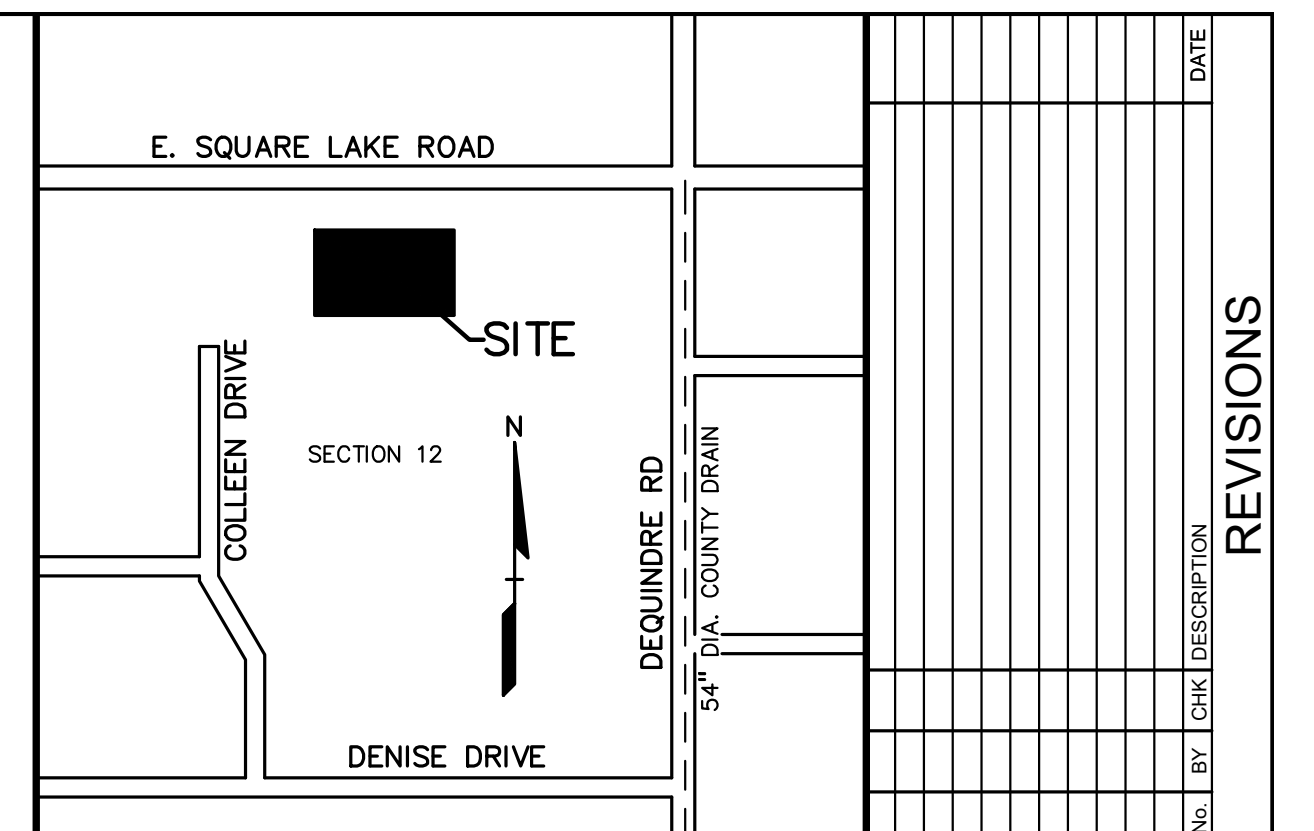 E. SQUARE LAKE ROAD
SITE
COLLEEN DRIVE
SECTION 12
N
DEQUINDRE RD
54" DIA. COUNTY DRAIN
DENISE DRIVE
REVISIONS
No. BY CHK DESCRIPTION DATE